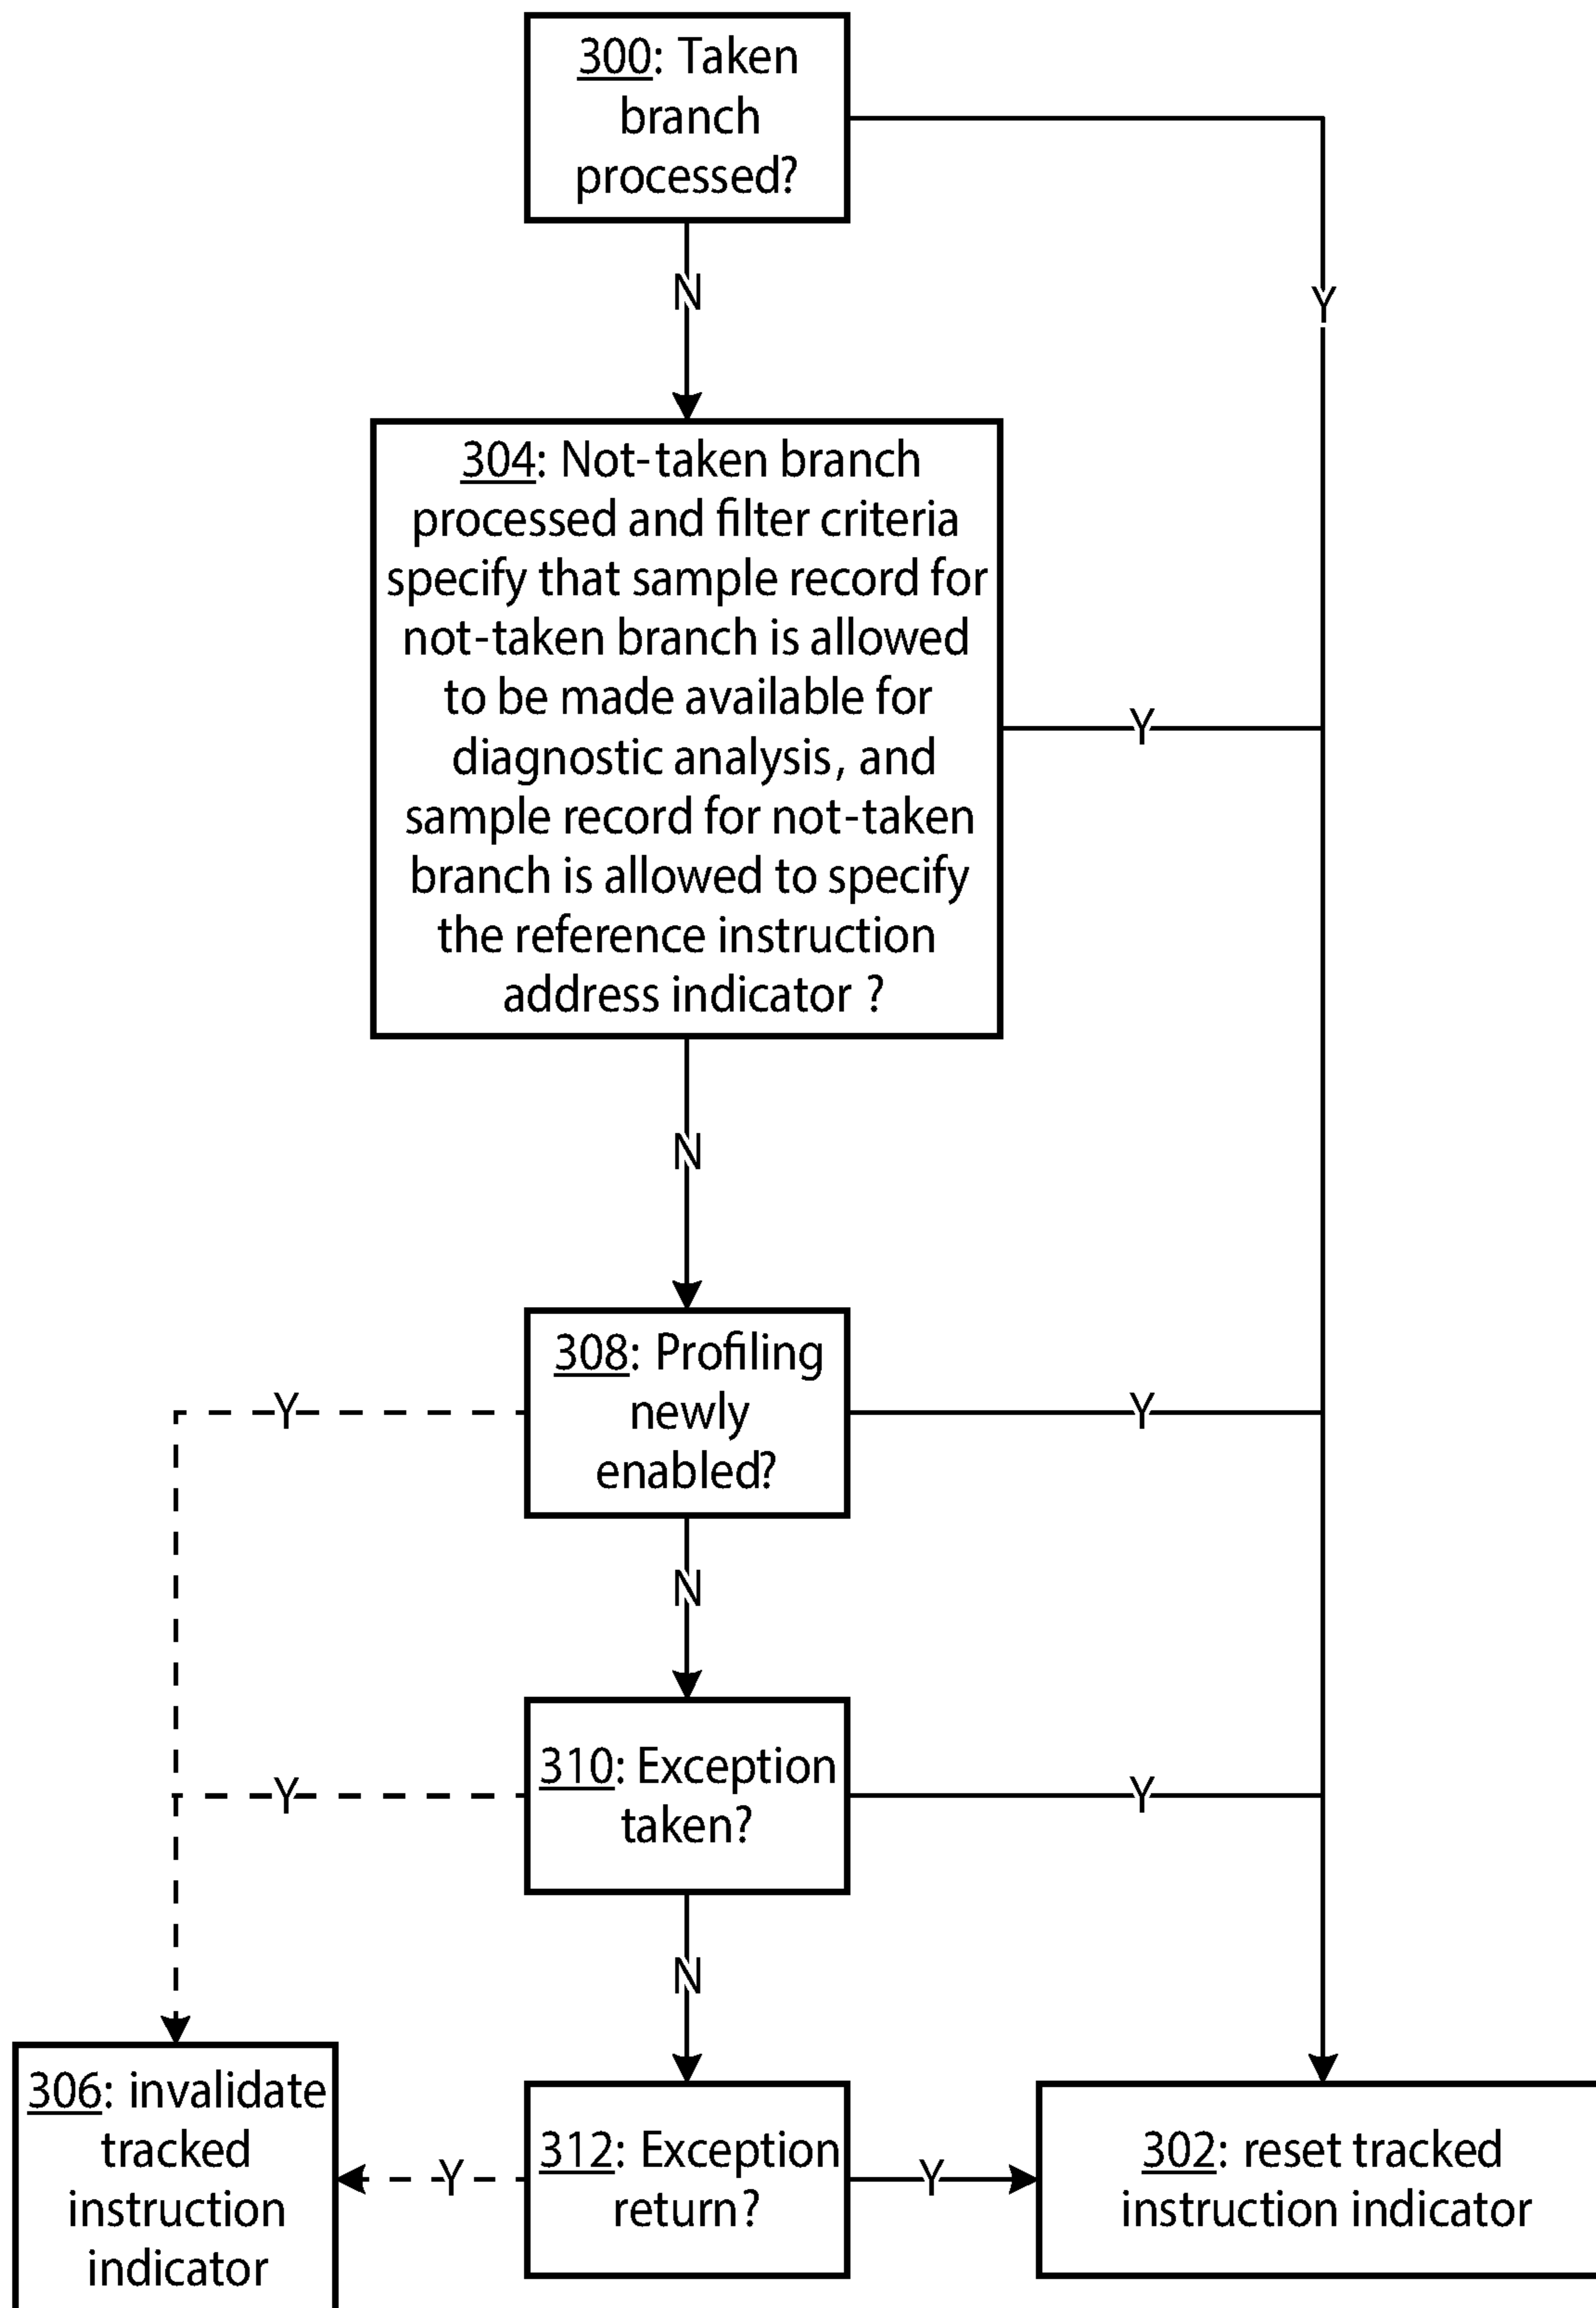 300: Taken
branch
processed?
N
Y
304: Not-taken branch
processed and filter criteria
specify that sample record for
not-taken branch is allowed
to be made available for
diagnostic analysis, and
sample record for not-taken
branch is allowed to specify
the reference instruction
address indicator ?
Y
N
308: Profiling
newly
enabled?
Y
Y
N
310: Exception
taken?
Y
Y
N
306: invalidate
tracked
instruction
indicator
Y
312: Exception
return?
Y
302: reset tracked
instruction indicator